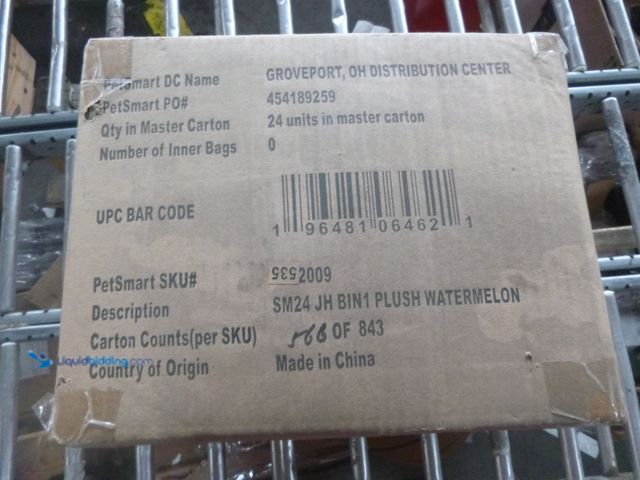 PetSmart DC Name GROVEPORT, OH DISTRIBUTION CENTER
PetSmart PO# 454189259
Qty in Master Carton 24 units in master carton
Number of Inner Bags 0
UPC BAR CODE
1 96481 06462 1
PetSmart SKU# 5352009
Description SM24 JH BIN1 PLUSH WATERMELON
Carton Counts(per SKU) 566 OF 843
Country of Origin Made in China
Liquidbidding.com